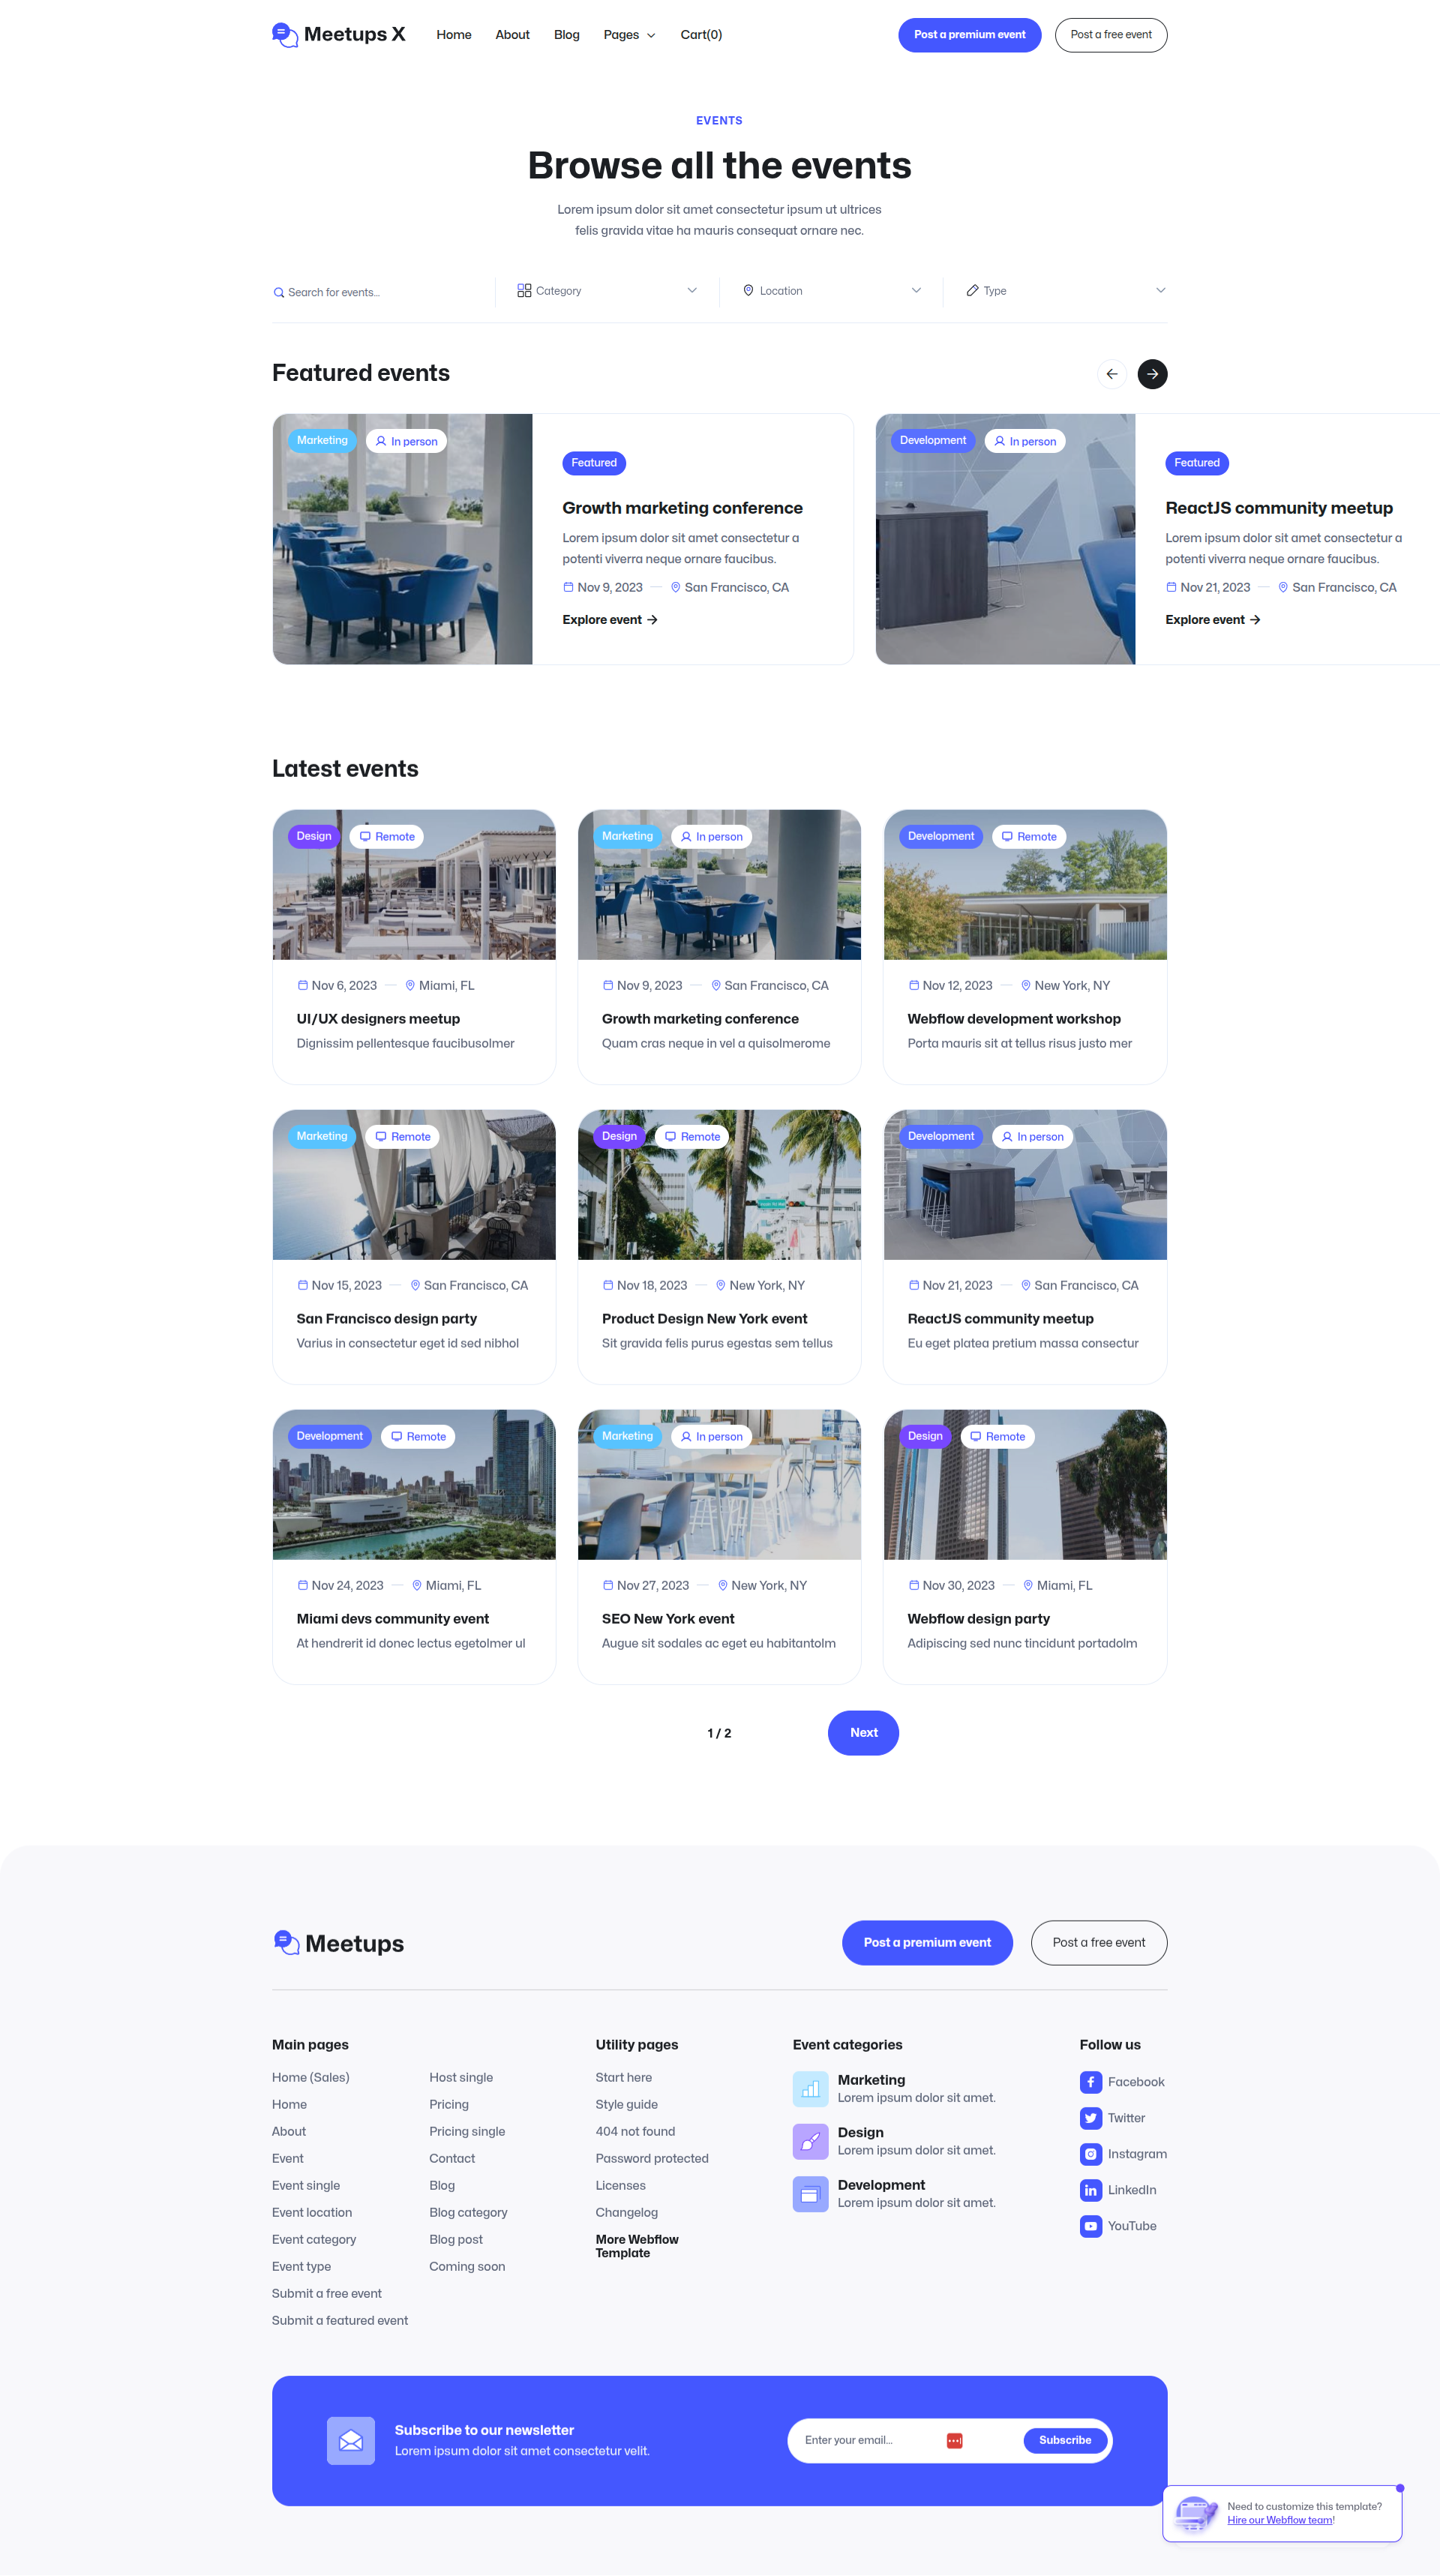 Meetups X
Home
About
Blog
Pages
Cart(0)
Post a premium event
Post a free event
EVENTS
Browse all the events
Lorem ipsum dolor sit amet consectetur ipsum ut ultrices
felis gravida vitae ha mauris consequat ornare nec.
Search for events...
Category
Location
Type
Featured events
Marketing
In person
Featured
Growth marketing conference
Lorem ipsum dolor sit amet consectetur a
potenti viverra neque ornare faucibus.
Nov 9, 2023
San Francisco, CA
Explore event
Development
In person
Featured
ReactJS community meetup
Lorem ipsum dolor sit amet consectetur a
potenti viverra neque ornare faucibus.
Nov 21, 2023
San Francisco, CA
Explore event
Latest events
Design
Remote
Nov 6, 2023
Miami, FL
UI/UX designers meetup
Dignissim pellentesque faucibusolmer
Marketing
In person
Nov 9, 2023
San Francisco, CA
Growth marketing conference
Quam cras neque in vel a quisolmerome
Development
Remote
Nov 12, 2023
New York, NY
Webflow development workshop
Porta mauris sit at tellus risus justo mer
Marketing
Remote
Nov 15, 2023
San Francisco, CA
San Francisco design party
Varius in consectetur eget id sed nibhol
Design
Remote
Nov 18, 2023
New York, NY
Product Design New York event
Sit gravida felis purus egestas sem tellus
Development
In person
Nov 21, 2023
San Francisco, CA
ReactJS community meetup
Eu eget platea pretium massa consectur
Development
Remote
Nov 24, 2023
Miami, FL
Miami devs community event
At hendrerit id donec lectus egetolmer ul
Marketing
In person
Nov 27, 2023
New York, NY
SEO New York event
Augue sit sodales ac eget eu habitantolm
Design
Remote
Nov 30, 2023
Miami, FL
Webflow design party
Adipiscing sed nunc tincidunt portadolm
1 / 2
Next
Meetups
Post a premium event
Post a free event
Main pages
Home (Sales)
Home
About
Event
Event single
Event location
Event category
Event type
Submit a free event
Submit a featured event
Host single
Pricing
Pricing single
Contact
Blog
Blog category
Blog post
Coming soon
Utility pages
Start here
Style guide
404 not found
Password protected
Licenses
Changelog
More Webflow
Template
Event categories
Marketing
Lorem ipsum dolor sit amet.
Design
Lorem ipsum dolor sit amet.
Development
Lorem ipsum dolor sit amet.
Follow us
Facebook
Twitter
Instagram
LinkedIn
YouTube
Subscribe to our newsletter
Lorem ipsum dolor sit amet consectetur velit.
Enter your email...
Subscribe
Need to customize this template?
Hire our Webflow team!